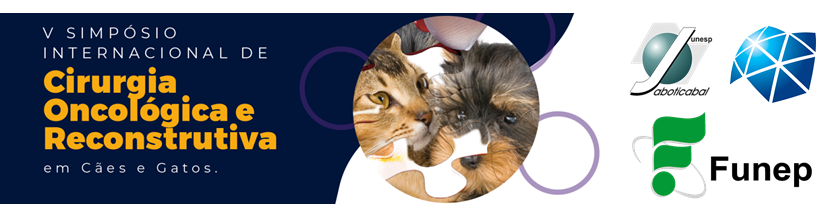 V SIMPÓSIO
INTERNACIONAL DE
Cirurgia
Oncológica e
Reconstrutiva
em Cães e Gatos.
unesp
Jaboticabal
Funep